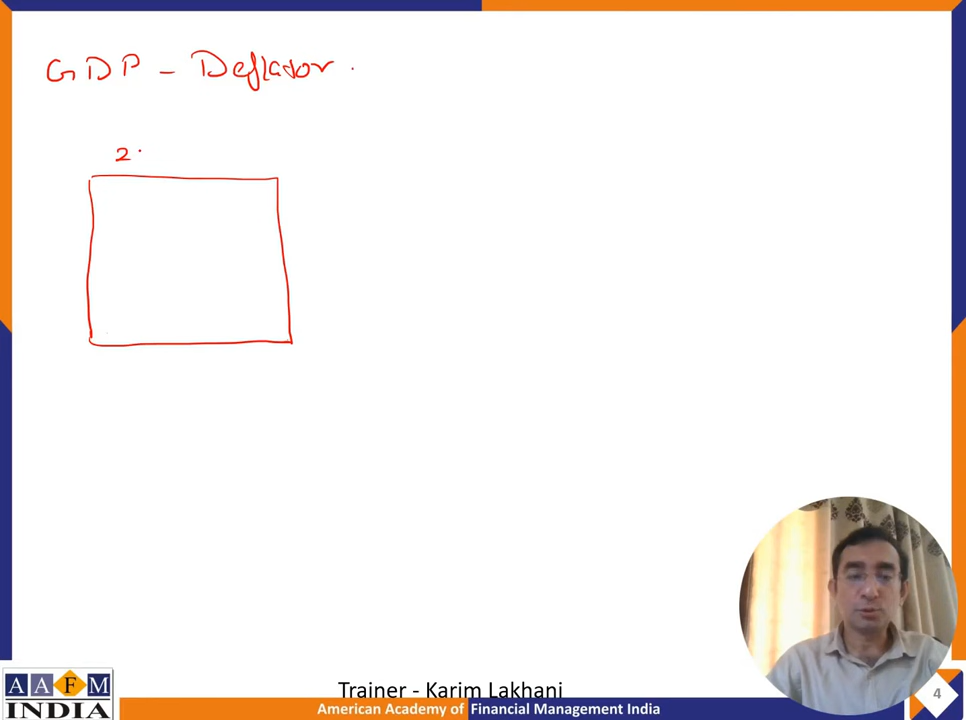 GDP - Deflator.
2.
AAFM
INDIA
Trainer - Karim Lakhani
American Academy of Financial Management India
4